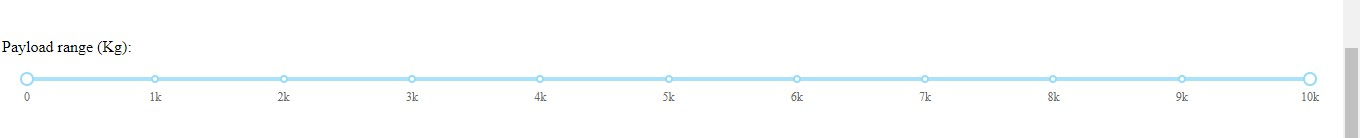 Payload range (Kg):
0 1k 2k 3k 4k 5k 6k 7k 8k 9k 10k